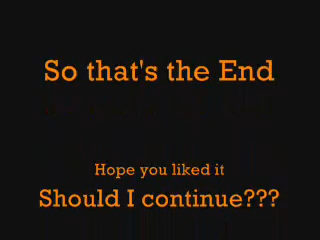 So that's the End
Hope you liked it
Should I continue???